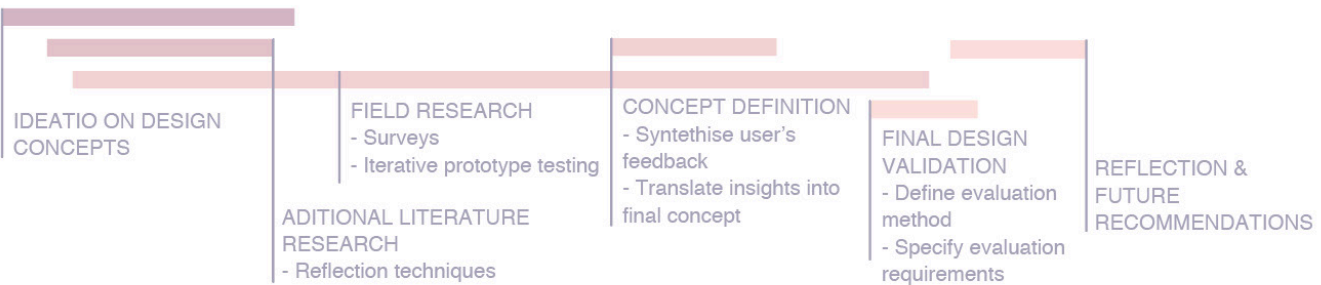 IDEATIO ON DESIGN
CONCEPTS
ADITIONAL LITERATURE
RESEARCH
- Reflection techniques
FIELD RESEARCH
- Surveys
- Iterative prototype testing
CONCEPT DEFINITION
- Syntethise user's
feedback
- Translate insights into
final concept
FINAL DESIGN
VALIDATION
- Define evaluation
method
- Specify evaluation
requirements
REFLECTION &
FUTURE
RECOMMENDATIONS